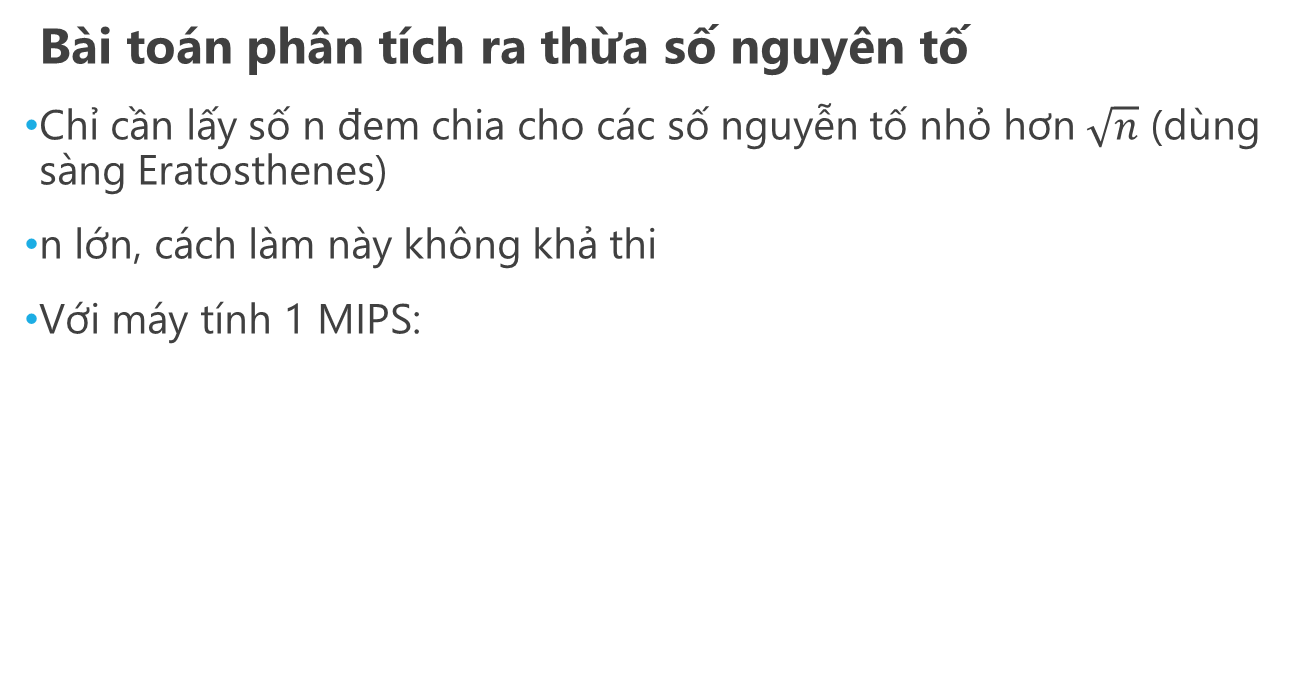 Bài toán phân tích ra thừa số nguyên tố
•Chỉ cần lấy số n đem chia cho các số nguyễn tố nhỏ hơn √n (dùng
sàng Eratosthenes)
•n lớn, cách làm này không khả thi
•Với máy tính 1 MIPS: